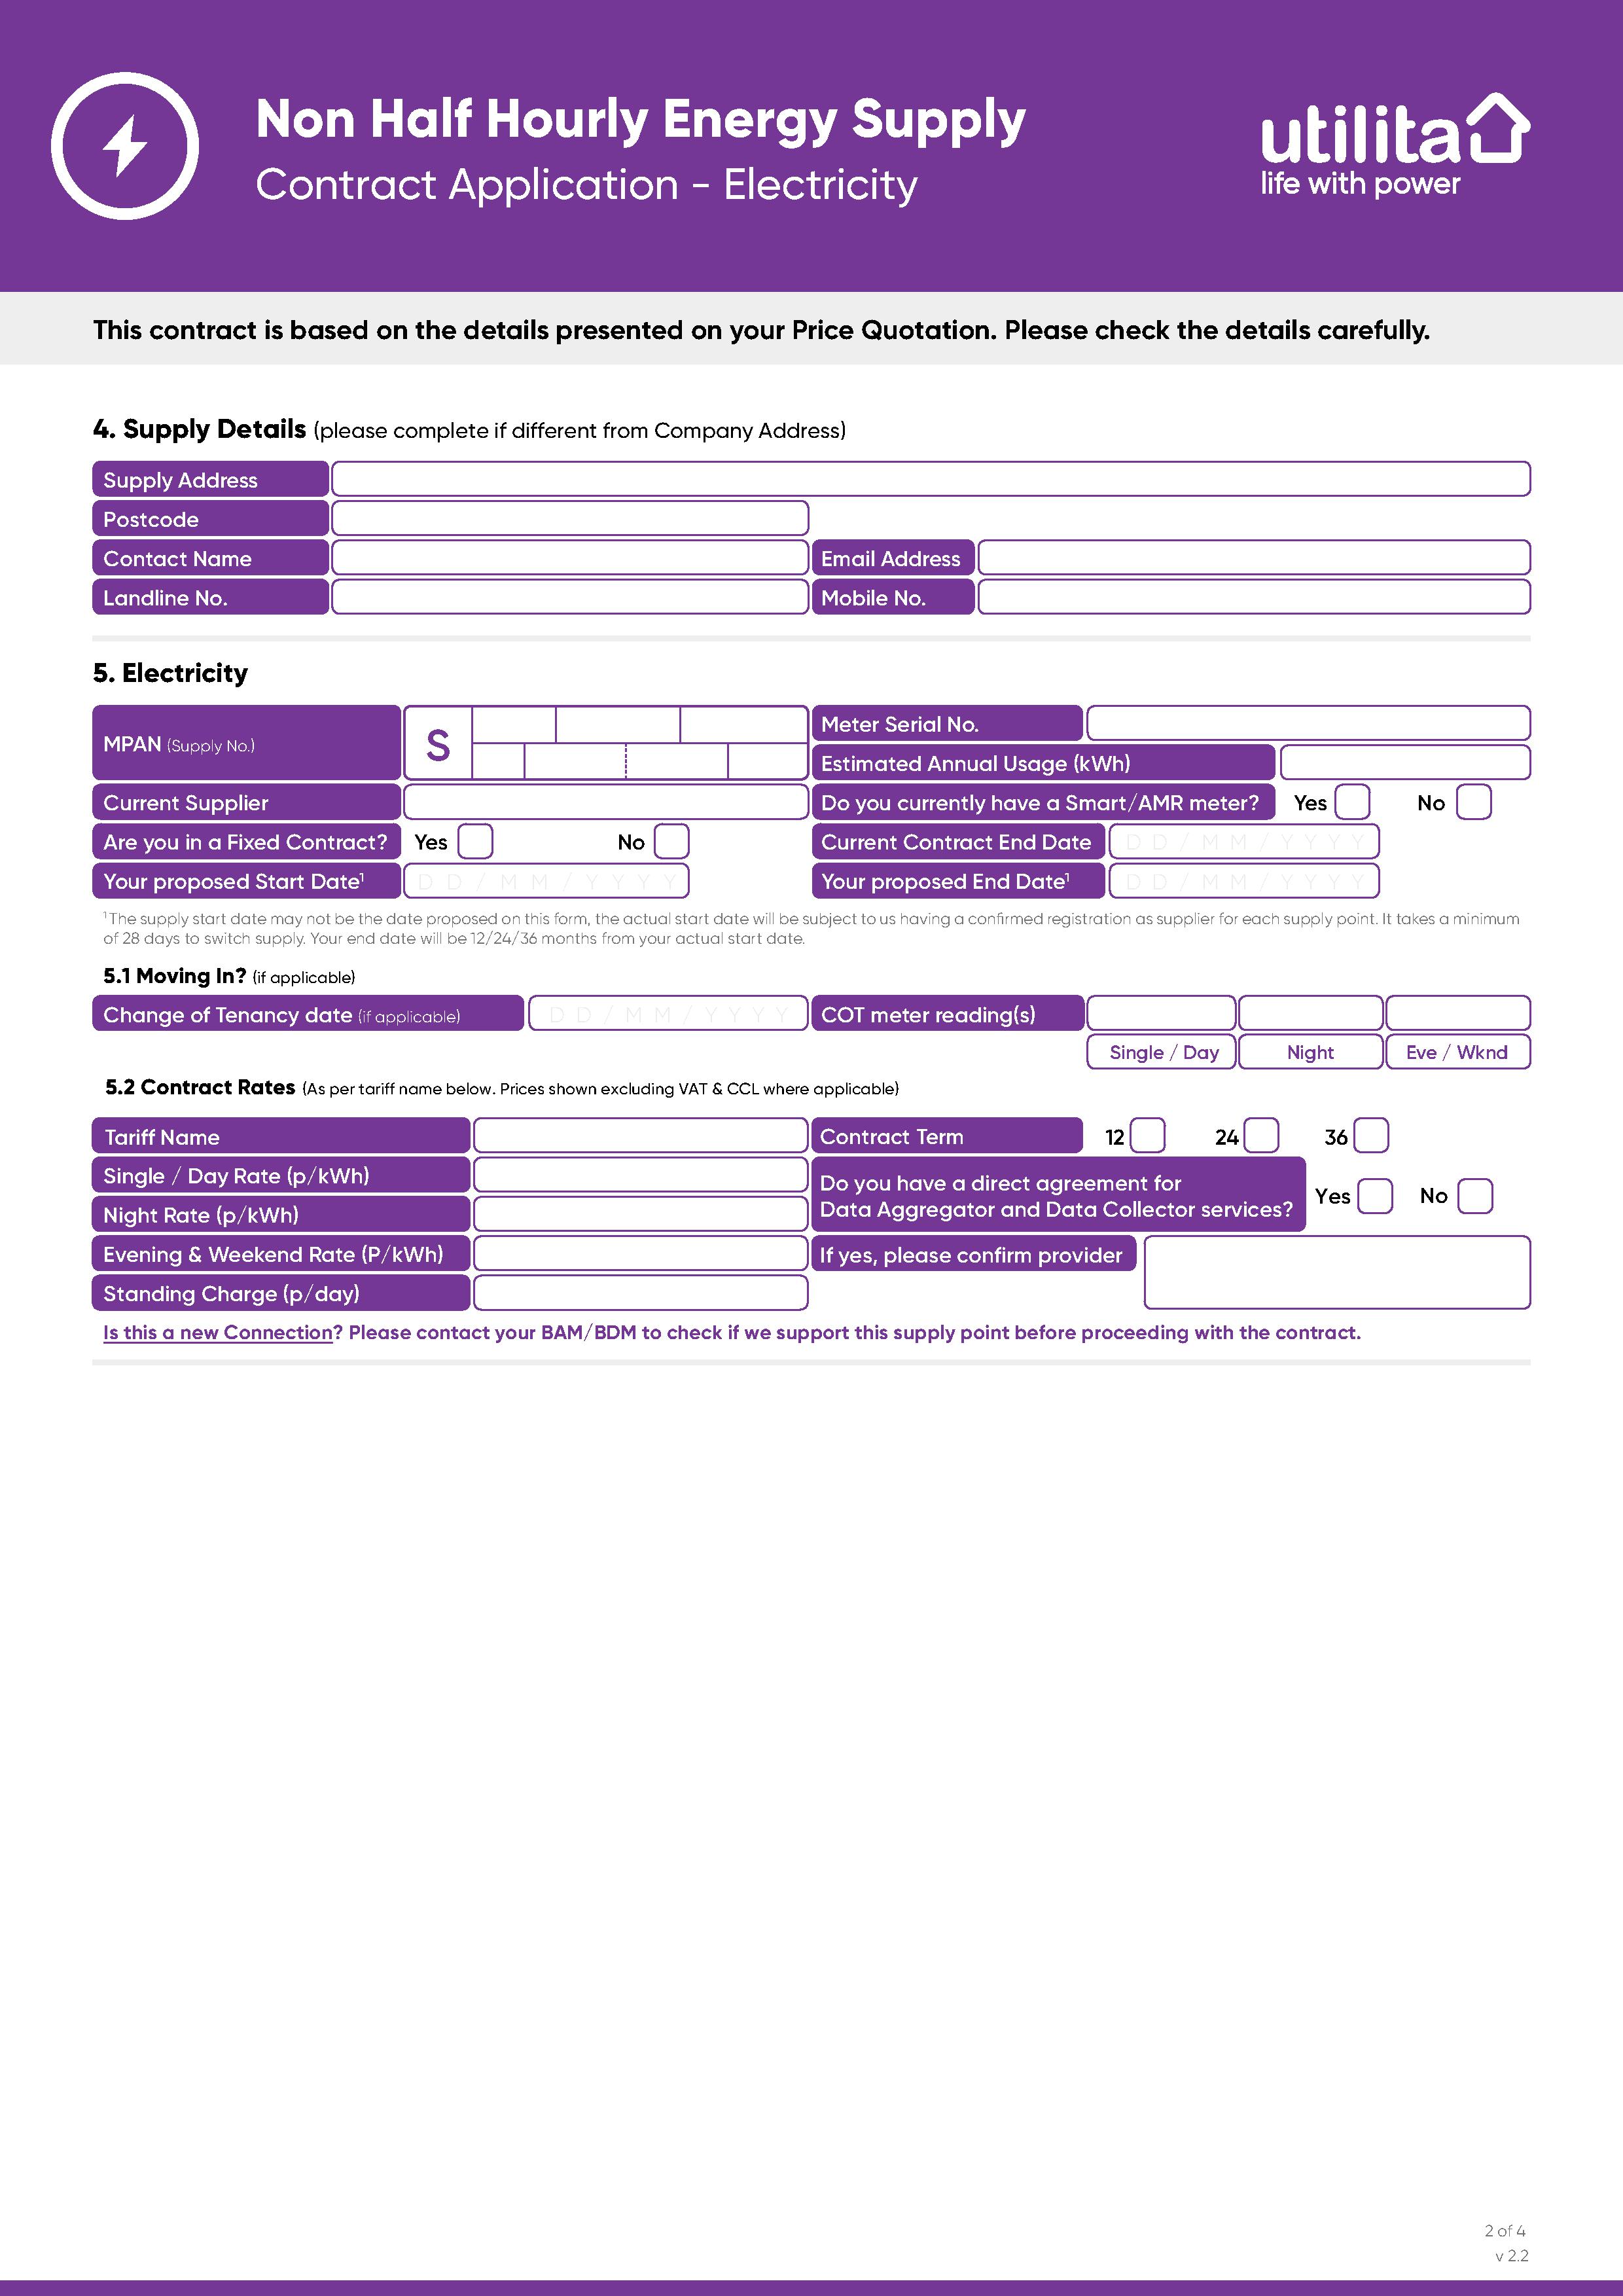 Non Half Hourly Energy Supply
Contract Application - Electricity
utilita
life with power
This contract is based on the details presented on your Price Quotation. Please check the details carefully.
4. Supply Details (please complete if different from Company Address)
Supply Address
Postcode
Contact Name
Email Address
Landline No.
Mobile No.
5. Electricity
MPAN (Supply No.)
S
Meter Serial No.
Estimated Annual Usage (kWh)
Current Supplier
Do you currently have a Smart/AMR meter? Yes No
Are you in a Fixed Contract? Yes No
Current Contract End Date DD/MM/YYYY
Your proposed Start Date¹ DD/MM/YYYY
Your proposed End Date¹ DD/MM/YYYY
¹ The supply start date may not be the date proposed on this form, the actual start date will be subject to us having a confirmed registration as supplier for each supply point. It takes a minimum
of 28 days to switch supply. Your end date will be 12/24/36 months from your actual start date.
5.1 Moving In? (if applicable)
Change of Tenancy date (if applicable) DD/MM/YYYY
COT meter reading(s)
Single / Day Night Eve / Wknd
5.2 Contract Rates (As per tariff name below. Prices shown excluding VAT & CCL where applicable)
Tariff Name
Contract Term 12 24 36
Single / Day Rate (p/kWh)
Do you have a direct agreement for
Data Aggregator and Data Collector services? Yes No
Night Rate (p/kWh)
Evening & Weekend Rate (P/kWh)
If yes, please confirm provider
Standing Charge (p/day)
Is this a new Connection? Please contact your BAM/BDM to check if we support this supply point before proceeding with the contract.
2 of 4
v 2.2